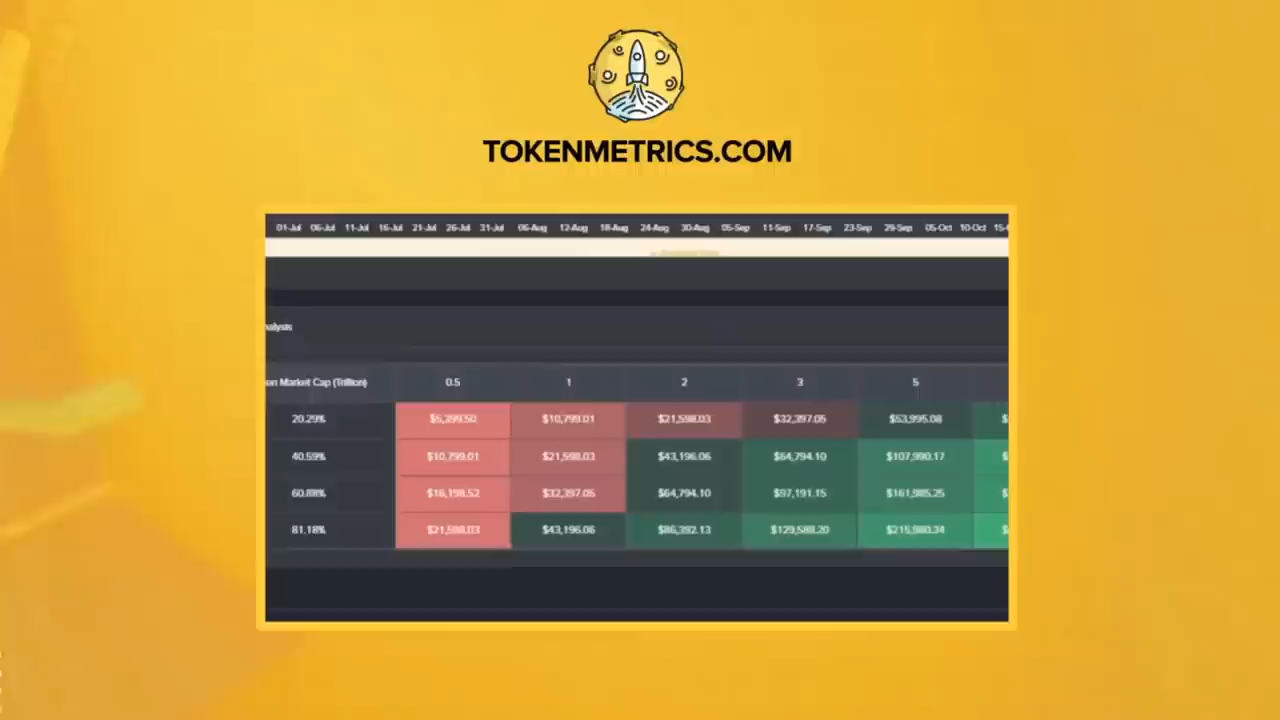 TOKENMETRICS.COM
01-Jul 06-Jul 11-Jul 16-Jul 21-Jul 26-Jul 31-Jul 06-Aug 12-Aug 18-Aug 24-Aug 30-Aug 05-Sep 11-Sep 17-Sep 23-Sep 29-Sep 05-Oct 10-Oct 15-
alysts
en Market Cap (Trillion) 0.5 1 2 3 5
20.29% $5,399.50 $10,799.01 $21,598.03 $32,397.05 $53,995.08 $
40.59% $10,799.01 $21,598.03 $43,196.06 $64,794.10 $107,990.17 $
60.88% $16,198.52 $32,397.05 $64,794.10 $97,191.15 $161,985.25 $
81.18% $21,598.03 $43,196.06 $86,392.13 $129,588.20 $215,980.34 $